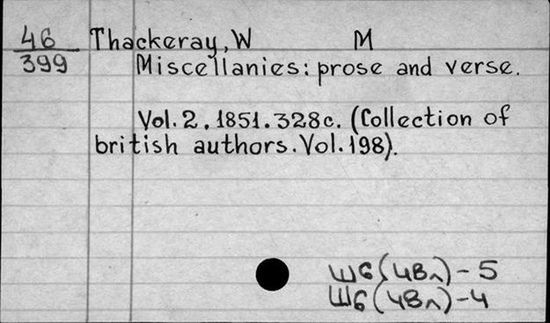 46 Thackeray, W M
399 Miscellanies: prose and verse.
Vol. 2. 1851. 328c. (Collection of
british authors. Vol. 198).
Ш6(4Вл)-5
Ш6(4Вл)-4